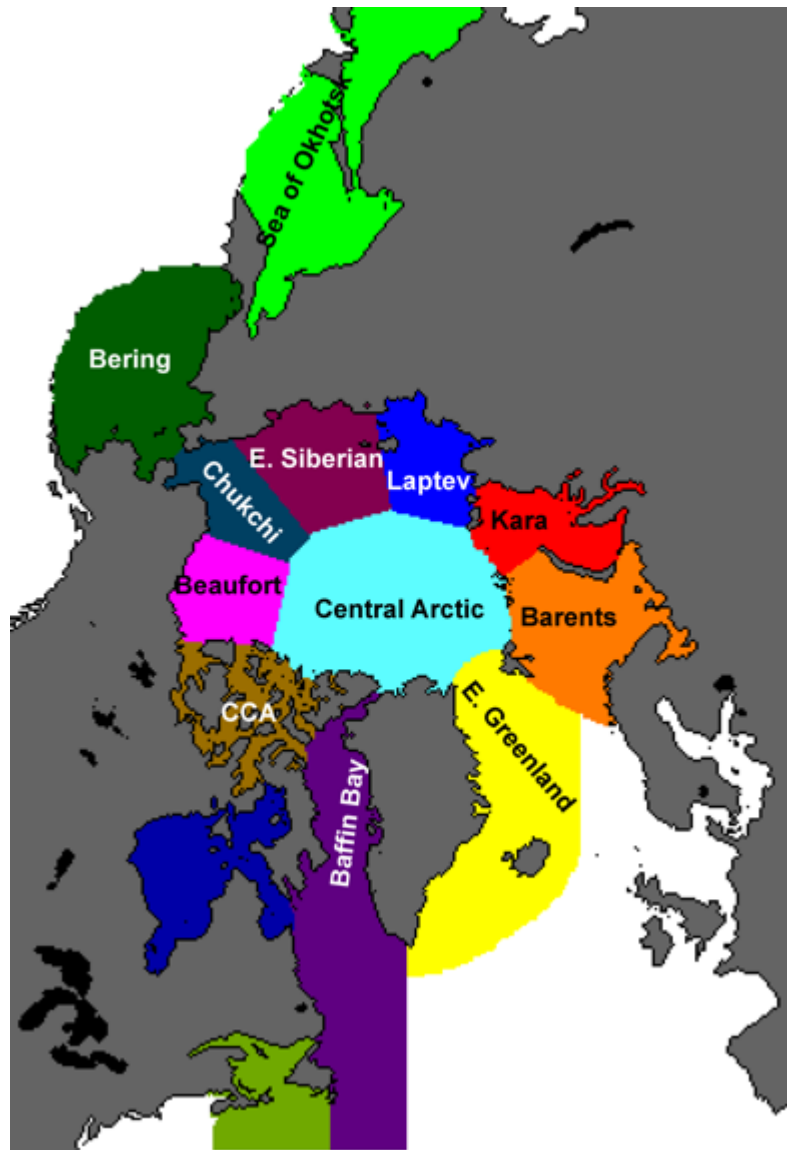 Sea of Okhotsk
Bering
E. Siberian
Laptev
Chukchi
Kara
Beaufort
Central Arctic
Barents
CCA
E. Greenland
Baffin Bay